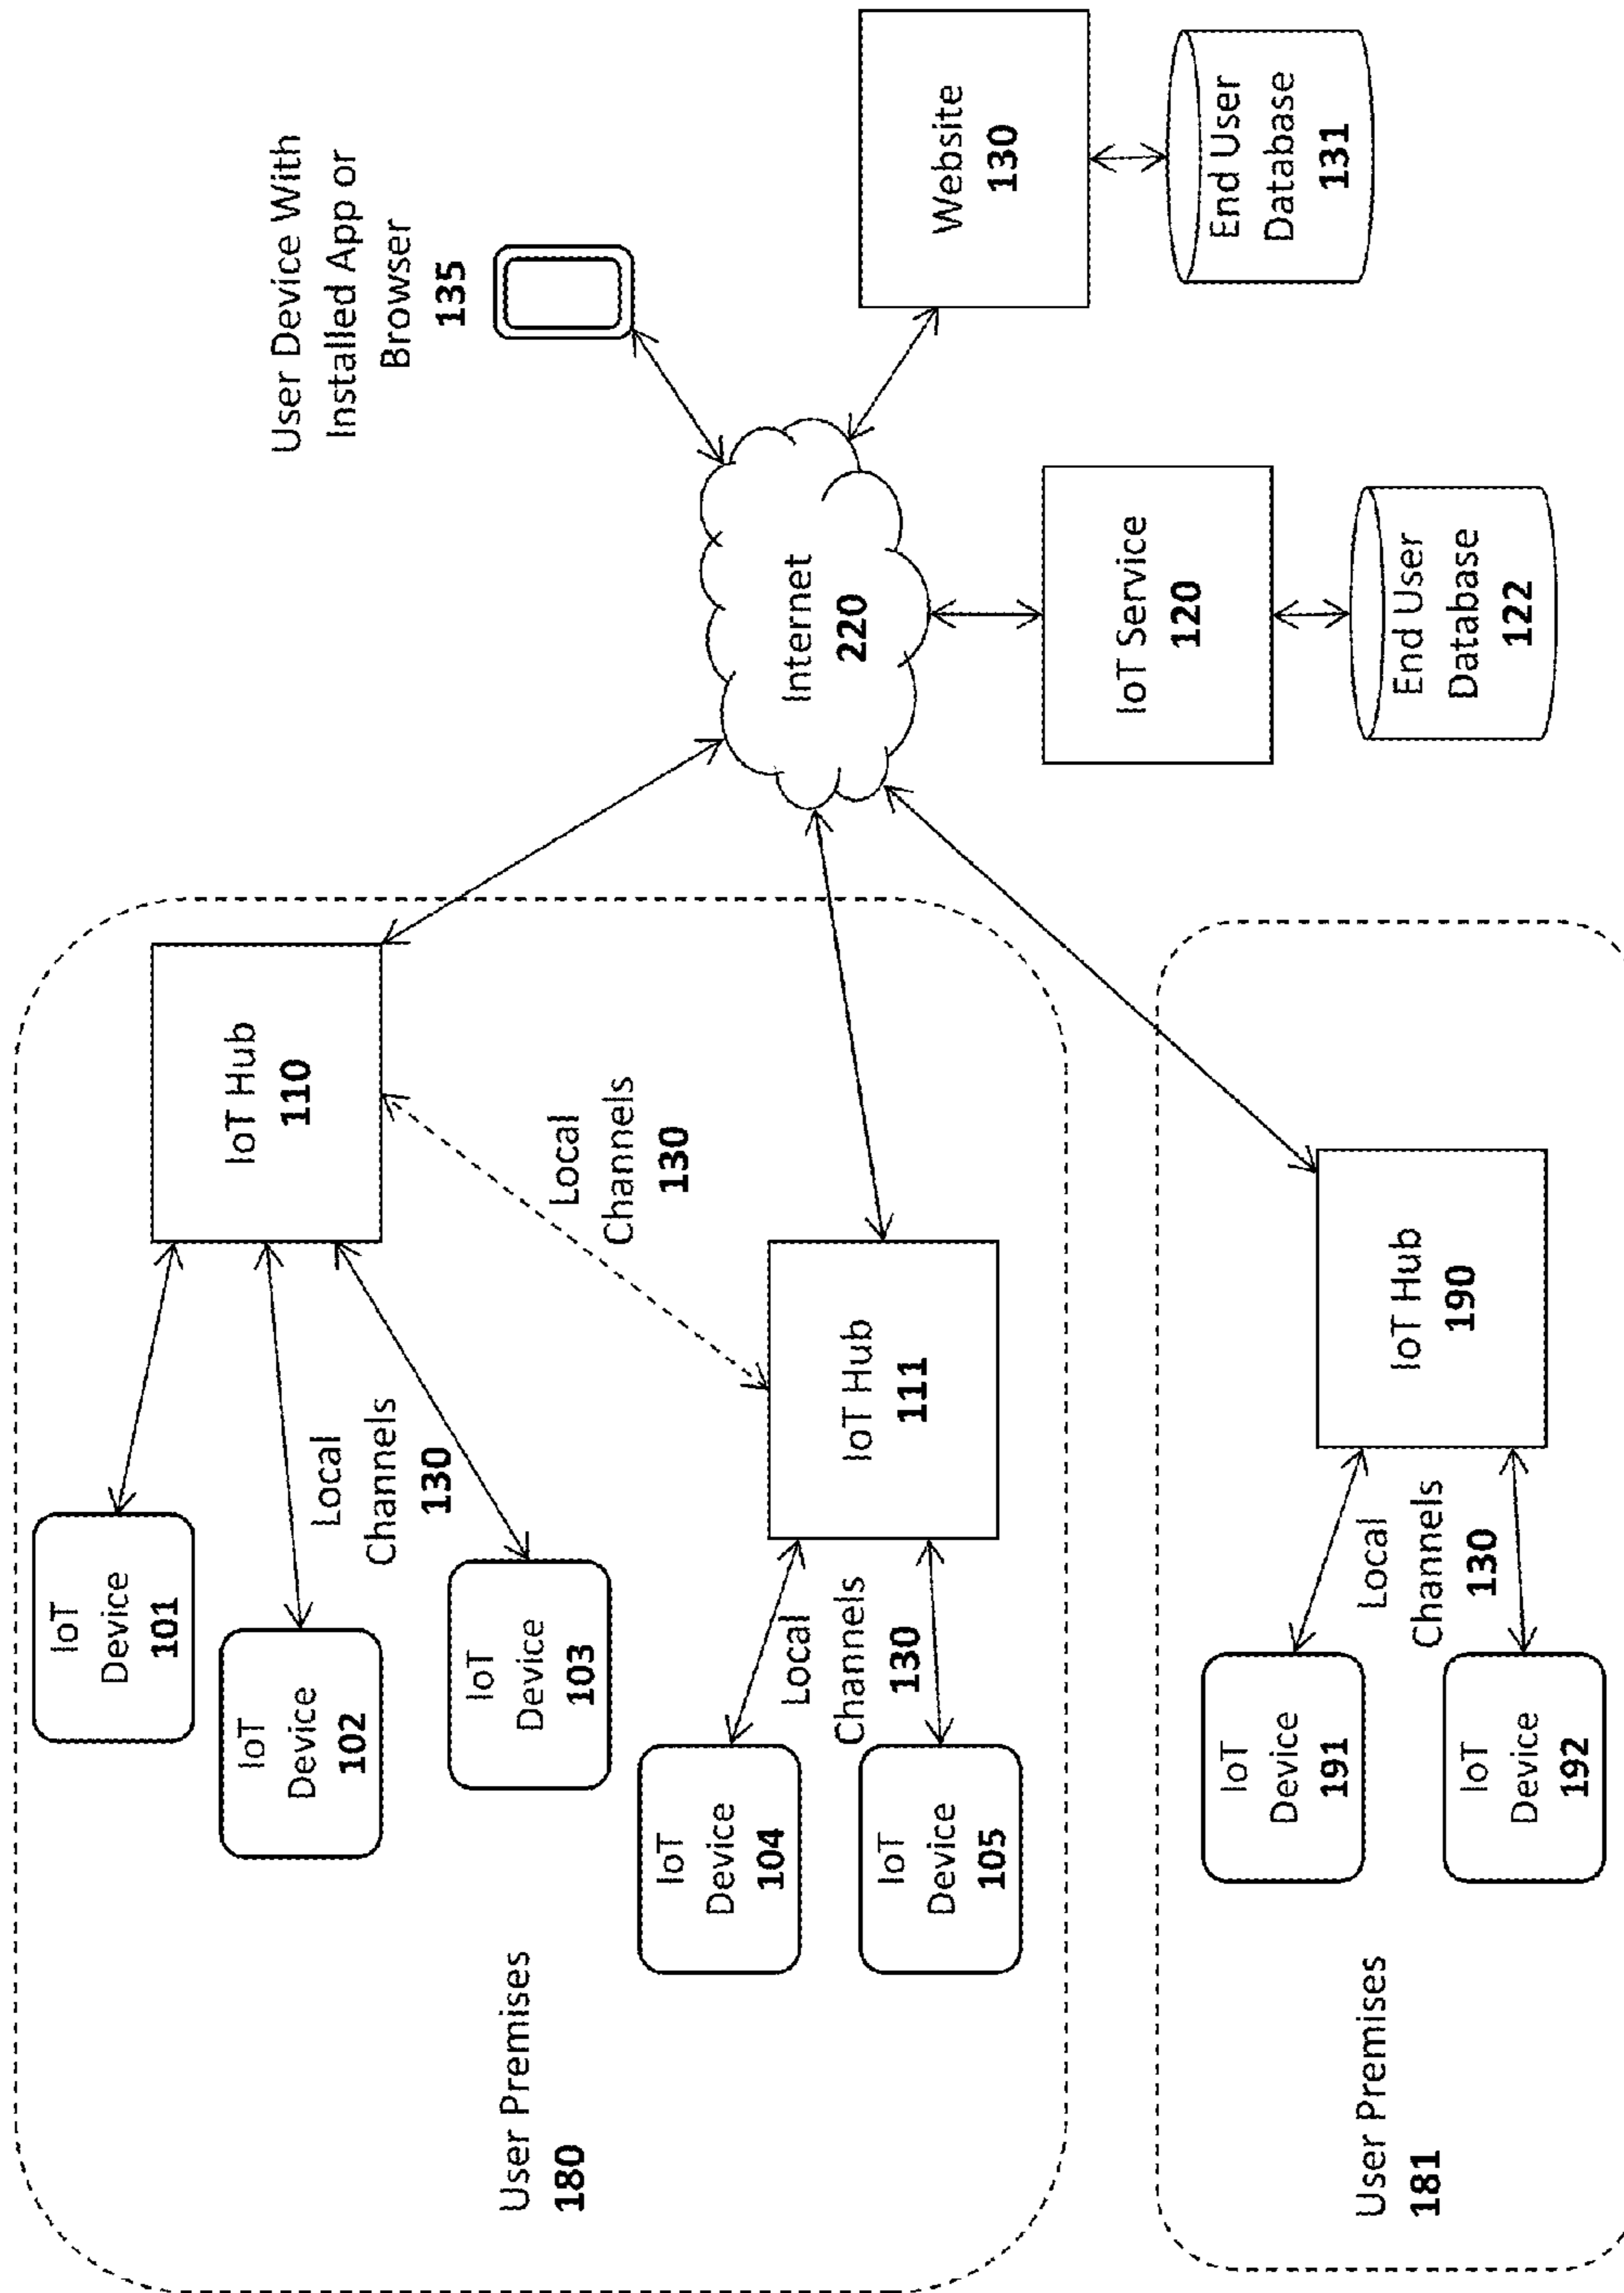 User Premises
180
IoT
Device
101
IoT
Device
102
IoT
Device
103
Local
Channels
130
IoT Hub
110
Local
Channels
130
IoT
Device
104
IoT
Device
105
Local
Channels
130
IoT Hub
111
User Premises
181
IoT
Device
191
IoT
Device
192
Local
Channels
130
IoT Hub
190
Internet
220
User Device With
Installed App or
Browser
135
IoT Service
120
End User
Database
122
Website
130
End User
Database
131